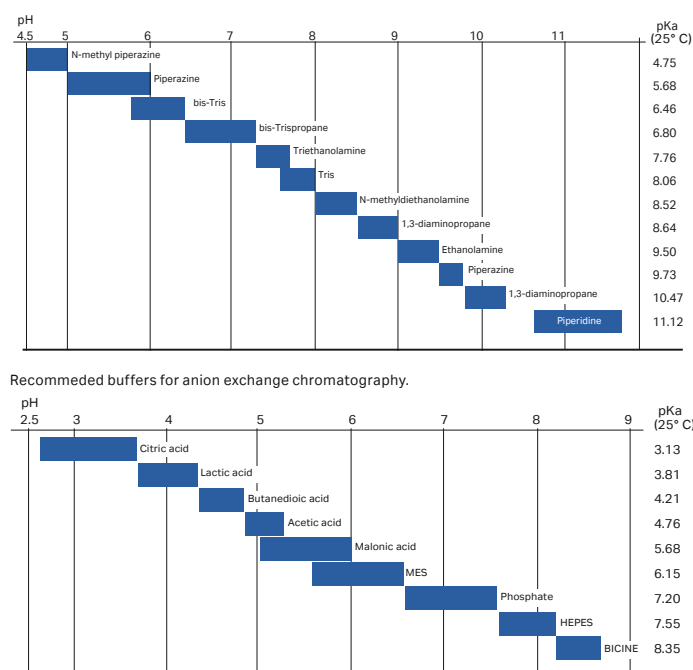 pH
pKa
(25° C)
4.5 5 6 7 8 9 10 11
N-methyl piperazine 4.75
Piperazine 5.68
bis-Tris 6.46
bis-Trispropane 6.80
Triethanolamine 7.76
Tris 8.06
N-methyldiethanolamine 8.52
1,3-diaminopropane 8.64
Ethanolamine 9.50
Piperazine 9.73
1,3-diaminopropane 10.47
Piperidine 11.12
Recommeded buffers for anion exchange chromatography.
pH
pKa
(25° C)
2.5 3 4 5 6 7 8 9
Citric acid 3.13
Lactic acid 3.81
Butanedioic acid 4.21
Acetic acid 4.76
Malonic acid 5.68
MES 6.15
Phosphate 7.20
HEPES 7.55
BICINE 8.35